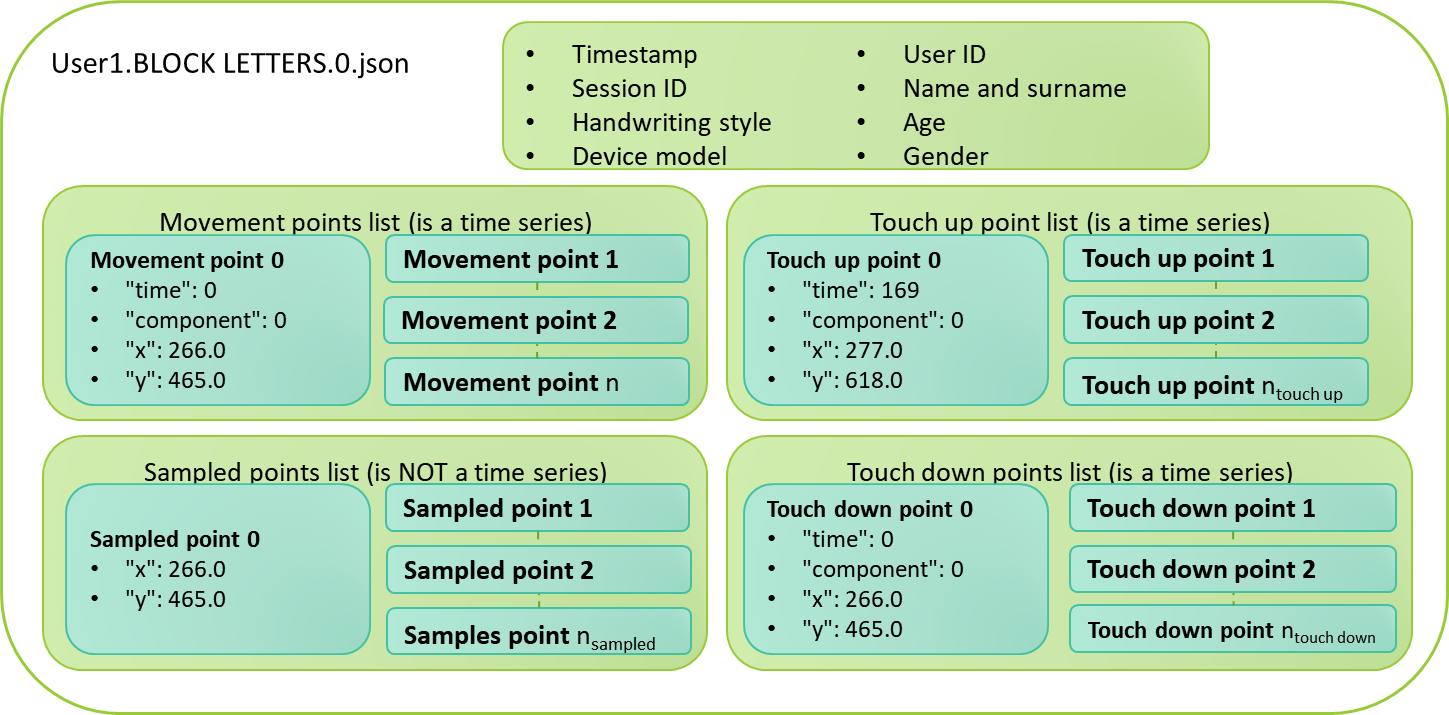 User1.BLOCK LETTERS.0.json
• Timestamp
• Session ID
• Handwriting style
• Device model
• User ID
• Name and surname
• Age
• Gender
Movement points list (is a time series)
Movement point 0
• "time": 0
• "component": 0
• "x": 266.0
• "y": 465.0
Movement point 1
Movement point 2
Movement point n
Touch up point list (is a time series)
Touch up point 0
• "time": 169
• "component": 0
• "x": 277.0
• "y": 618.0
Touch up point 1
Touch up point 2
Touch up point n touch up
Sampled points list (is NOT a time series)
Sampled point 0
• "x": 266.0
• "y": 465.0
Sampled point 1
Sampled point 2
Samples point n sampled
Touch down points list (is a time series)
Touch down point 0
• "time": 0
• "component": 0
• "x": 266.0
• "y": 465.0
Touch down point 1
Touch down point 2
Touch down point n touch down